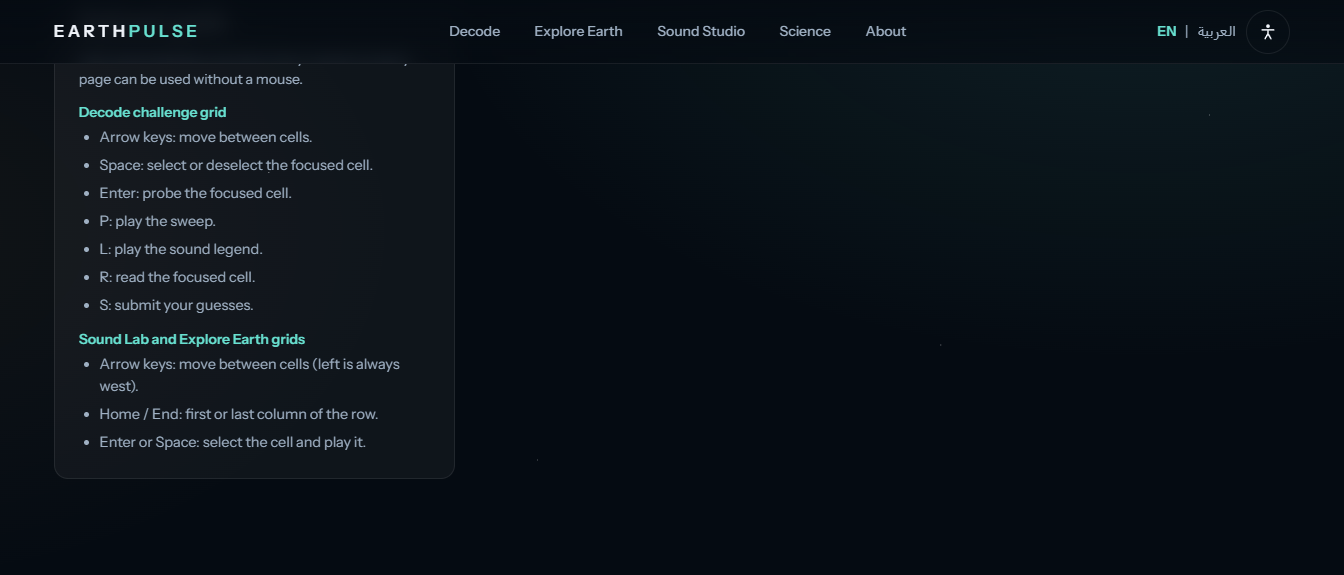 EARTHPULSE
Decode
Explore Earth
Sound Studio
Science
About
EN | العربية
page can be used without a mouse.
Decode challenge grid
Arrow keys: move between cells.
Space: select or deselect the focused cell.
Enter: probe the focused cell.
P: play the sweep.
L: play the sound legend.
R: read the focused cell.
S: submit your guesses.
Sound Lab and Explore Earth grids
Arrow keys: move between cells (left is always
west).
Home / End: first or last column of the row.
Enter or Space: select the cell and play it.